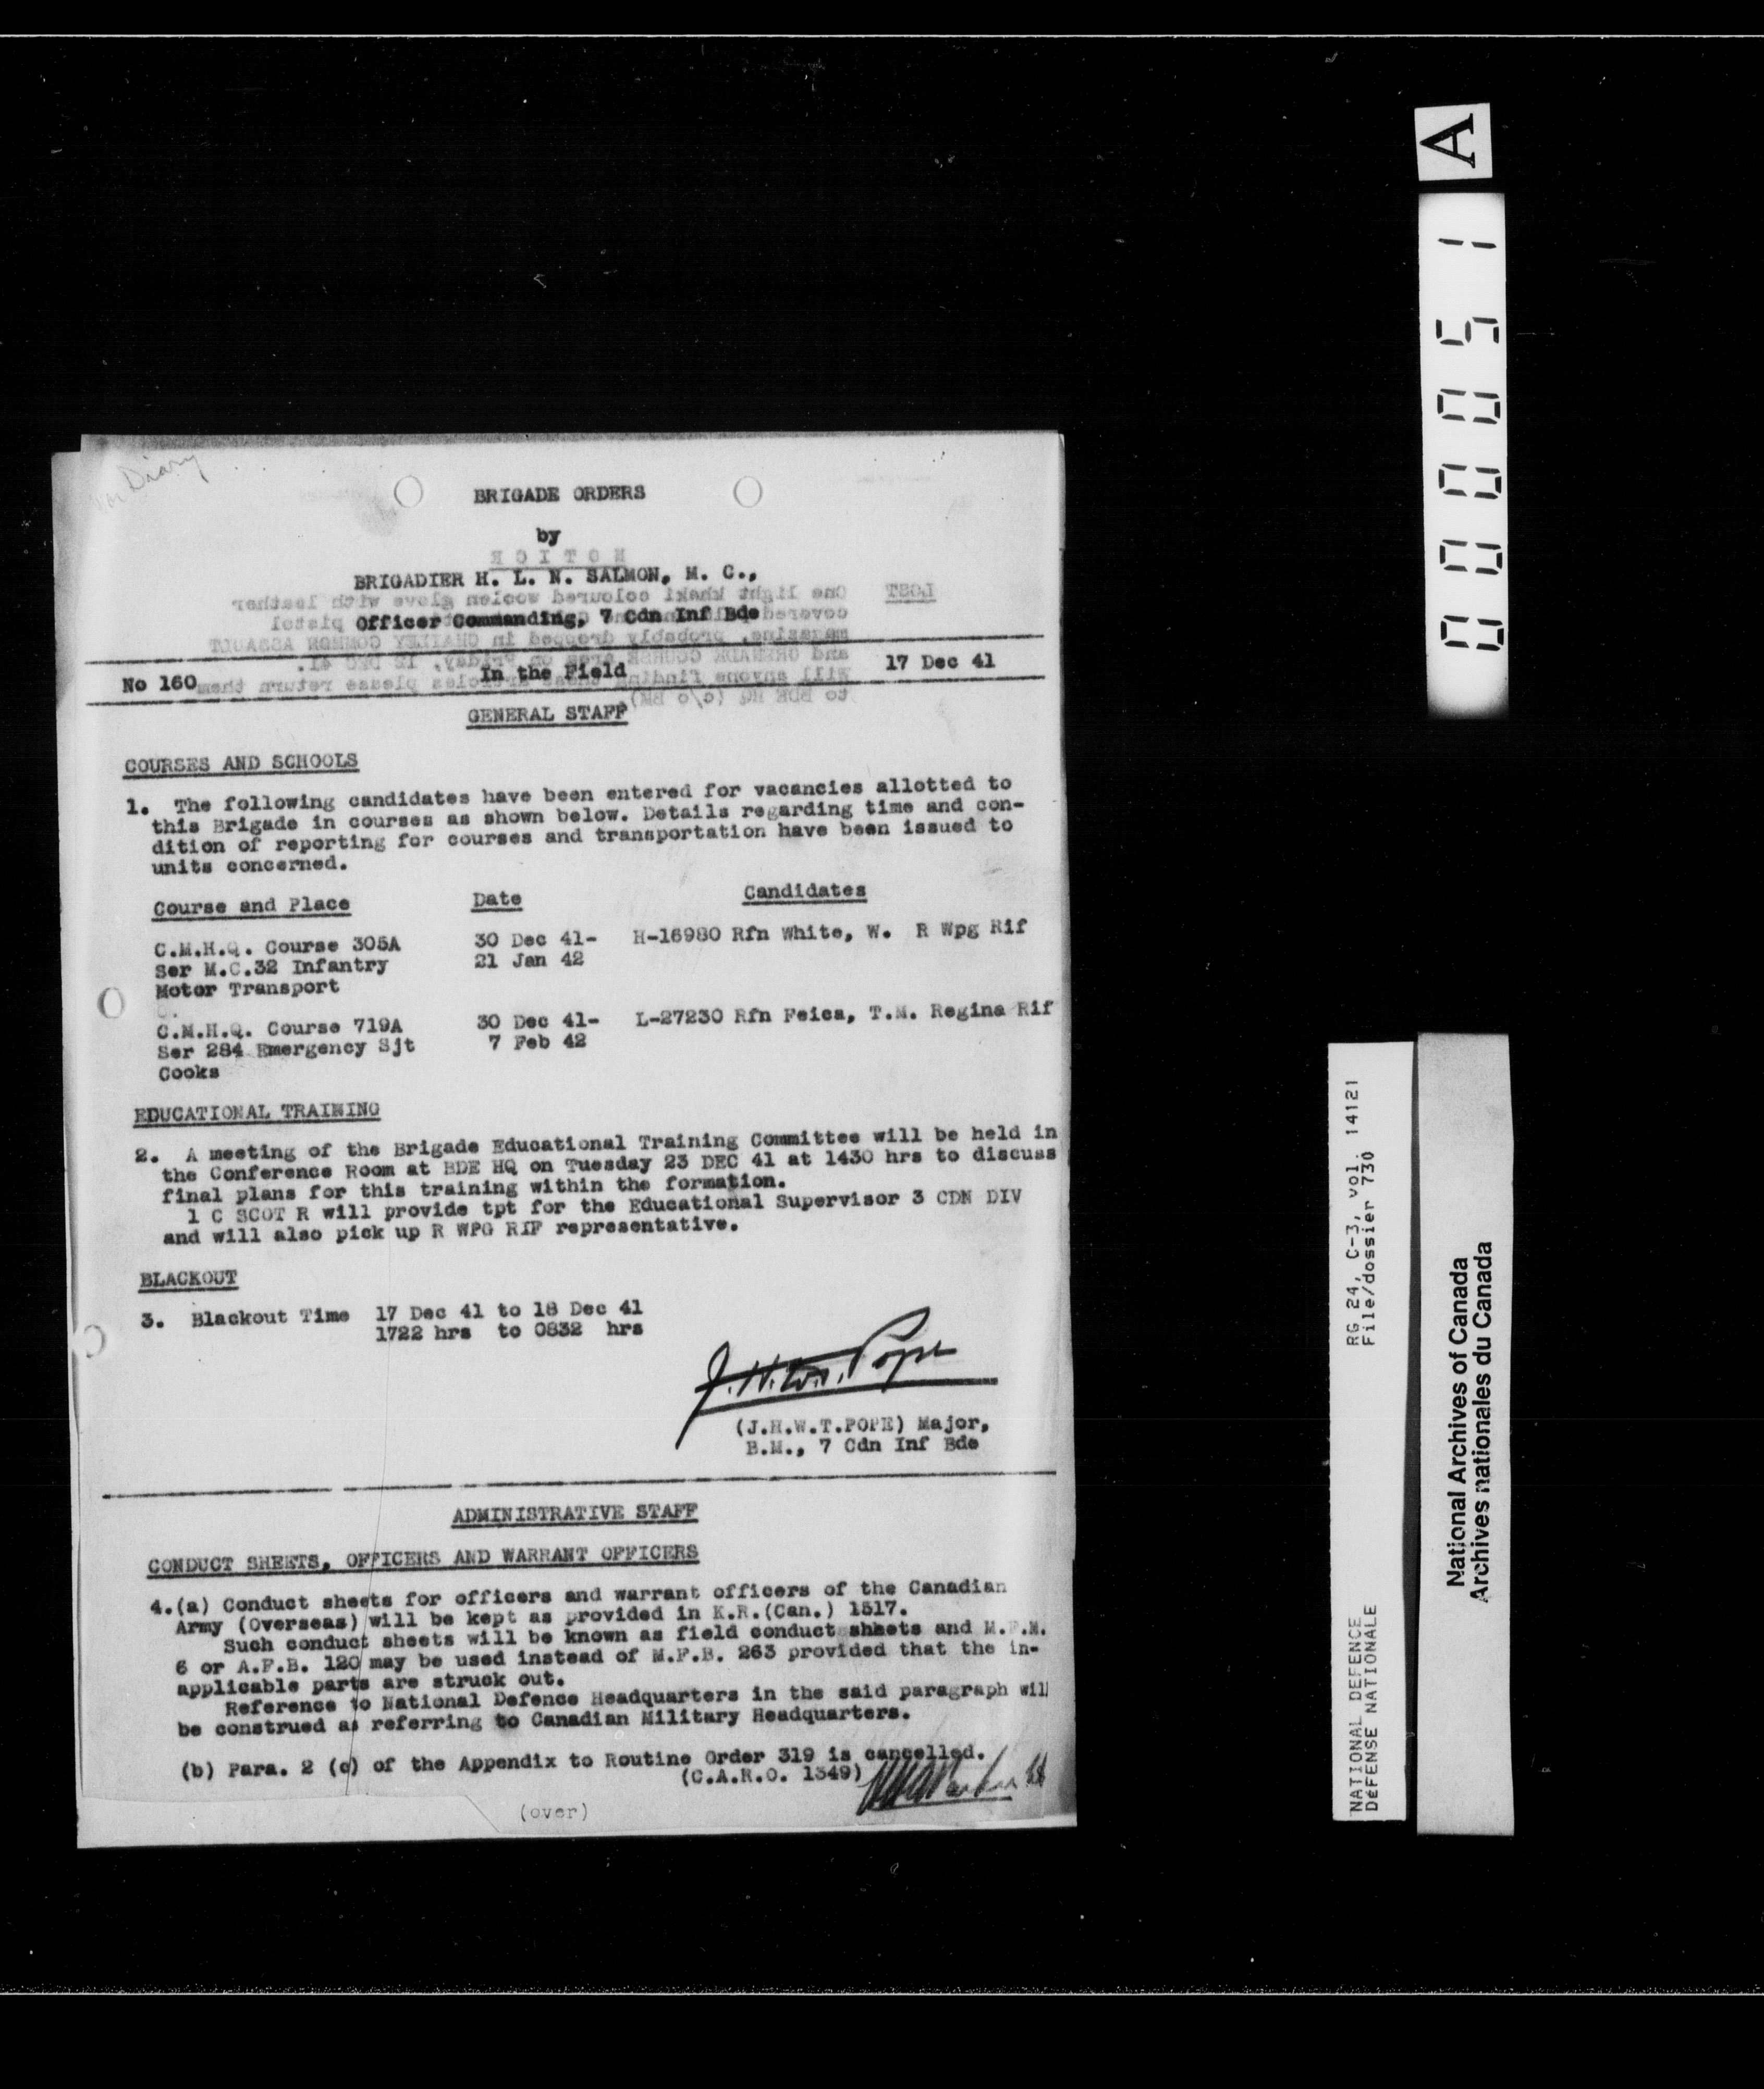 War Diary
BRIGADE ORDERS
by
BRIGADIER H. L. N. SALMON, M. C.,
Officer Commanding, 7 Cdn Inf Bde
No 160 In the Field 17 Dec 41
GENERAL STAFF
COURSES AND SCHOOLS
1. The following candidates have been entered for vacancies allotted to
this Brigade in courses as shown below. Details regarding time and con-
dition of reporting for courses and transportation have been issued to
units concerned.
Course and Place Date Candidates
C.M.H.Q. Course 305A 30 Dec 41- H-16980 Rfn White, W. R Wpg Rif
Ser M.C.32 Infantry 21 Jan 42
Motor Transport
C.M.H.Q. Course 719A 30 Dec 41- L-27230 Rfn Feica, T.M. Regina Rif
Ser 284 Emergency Sjt 7 Feb 42
Cooks
EDUCATIONAL TRAINING
2. A meeting of the Brigade Educational Training Committee will be held in
the Conference Room at BDE HQ on Tuesday 23 DEC 41 at 1430 hrs to discuss
final plans for this training within the formation.
1 C SCOT R will provide tpt for the Educational Supervisor 3 CDN DIV
and will also pick up R WPG RIF representative.
BLACKOUT
3. Blackout Time 17 Dec 41 to 18 Dec 41
1722 hrs to 0832 hrs
(J.H.W.T.POPE) Major,
B.M., 7 Cdn Inf Bde
ADMINISTRATIVE STAFF
CONDUCT SHEETS, OFFICERS AND WARRANT OFFICERS
4.(a) Conduct sheets for officers and warrant officers of the Canadian
Army (Overseas) will be kept as provided in K.R.(Can.) 1517.
Such conduct sheets will be known as field conduct sheets and M.F.M.
6 or A.F.B. 120 may be used instead of M.F.B. 263 provided that the in-
applicable parts are struck out.
Reference to National Defence Headquarters in the said paragraph will
be construed as referring to Canadian Military Headquarters.
(b) Para. 2 (c) of the Appendix to Routine Order 319 is cancelled.
(C.A.R.O. 1349)
(over)
A
000051
RG 24, C-3, vol. 14121
File/dossier 730
NATIONAL DEFENCE
DÉFENSE NATIONALE
National Archives of Canada
Archives nationales du Canada